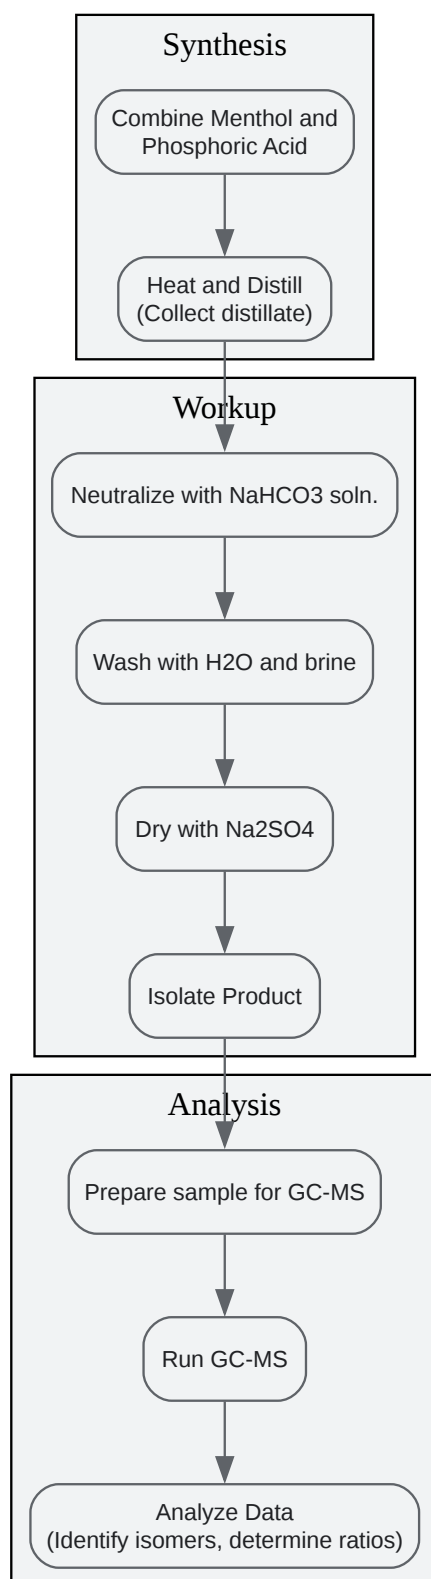 Synthesis
Combine Menthol and
Phosphoric Acid
Heat and Distill
(Collect distillate)
Workup
Neutralize with NaHCO3 soln.
Wash with H2O and brine
Dry with Na2SO4
Isolate Product
Analysis
Prepare sample for GC-MS
Run GC-MS
Analyze Data
(Identify isomers, determine ratios)